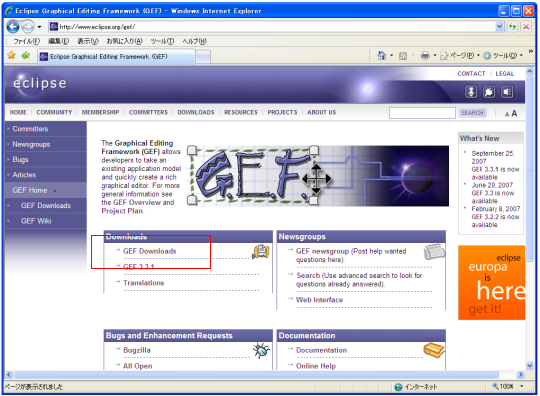 Eclipse Graphical Editing Framework (GEF) - Windows Internet Explorer
http://www.eclipse.org/gef/
ファイル(F) 編集(E) 表示(V) お気に入り(A) ツール(T) ヘルプ(H)
Eclipse Graphical Editing Framework (GEF)
ページ(P) ツール(O)
eclipse
CONTACT | LEGAL
HOME | COMMUNITY | MEMBERSHIP | COMMITTERS | DOWNLOADS | RESOURCES | PROJECTS | ABOUT US
SEARCH
A A
Committers
Newsgroups
Bugs
Articles
GEF Home
GEF Downloads
GEF Wiki
The Graphical Editing
Framework (GEF) allows
developers to take an
existing application model
and quickly create a rich
graphical editor. For more
general information see
the GEF Overview and
Project Plan.
G.E.F.
Downloads
GEF Downloads
GEF 3.3.1
Translations
Newsgroups
GEF newsgroup (Post help wanted
questions here).
Search (Use advanced search to look for
questions already answered).
Web Interface
Bugs and Enhancement Requests
Bugzilla
All Open
Documentation
Documentation
Online Help
What's New
September 25,
2007
GEF 3.3.1 is now
available
June 29, 2007
GEF 3.3 is now
available
February 8, 2007
GEF 3.2.2 is now
available
eclipse
europa
is
here
get it!
ページが表示されました
インターネット
100%